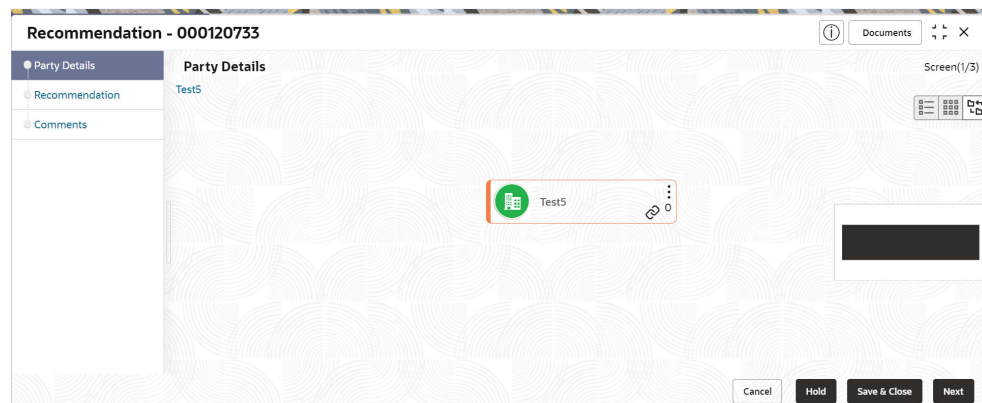 Recommendation - 000120733
Documents
Party Details
Recommendation
Comments
Party Details
Screen(1/3)
Test5
Test5
0
Cancel
Hold
Save & Close
Next